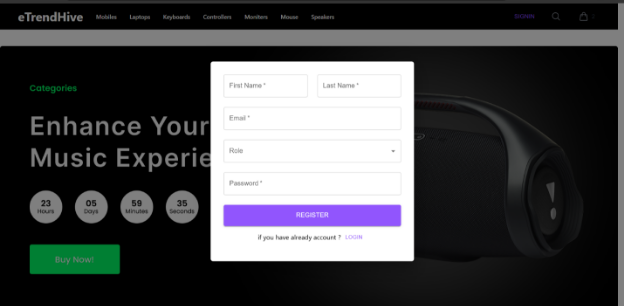 eTrendHive Mobiles Laptops Keyboards Controllers Monitors Mouse Speakers SIGNIN
Categories
Enhance Your
Music Experie
23 05 59 35
Hours Days Minutes Seconds
Buy Now!
First Name * Last Name *
Email *
Role
Password *
REGISTER
if you have already account ? LOGIN